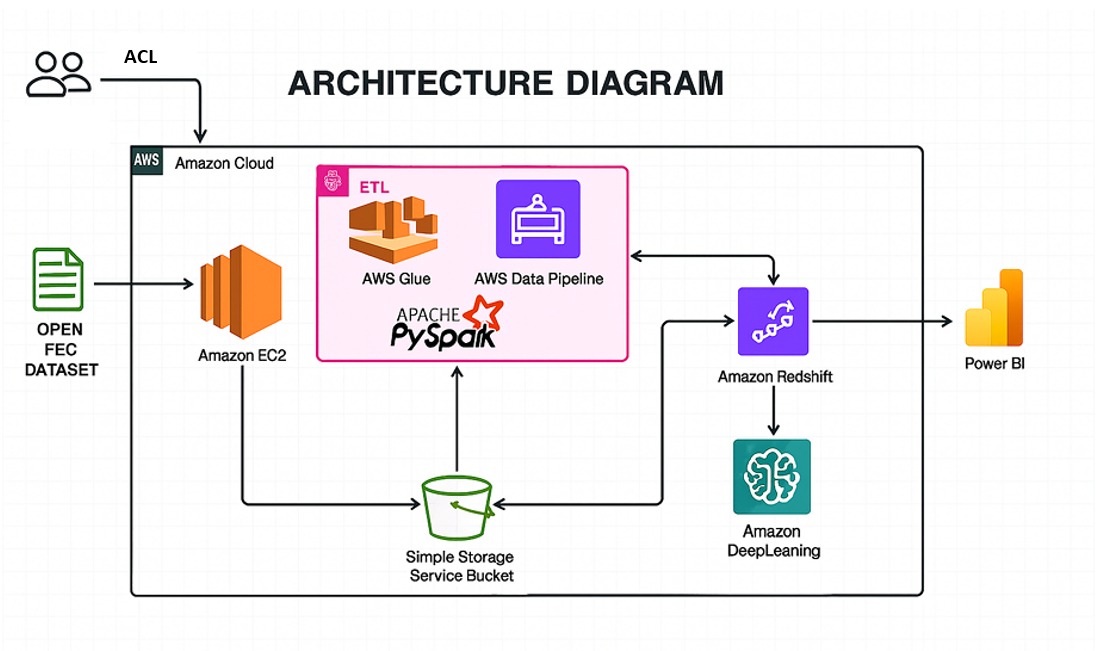 ACL
ARCHITECTURE DIAGRAM
AWS
Amazon Cloud
ETL
AWS Glue
AWS Data Pipeline
APACHE
PySpark
OPEN
FEC
DATASET
Amazon EC2
Amazon Redshift
Power BI
Simple Storage
Service Bucket
Amazon
DeepLeaning